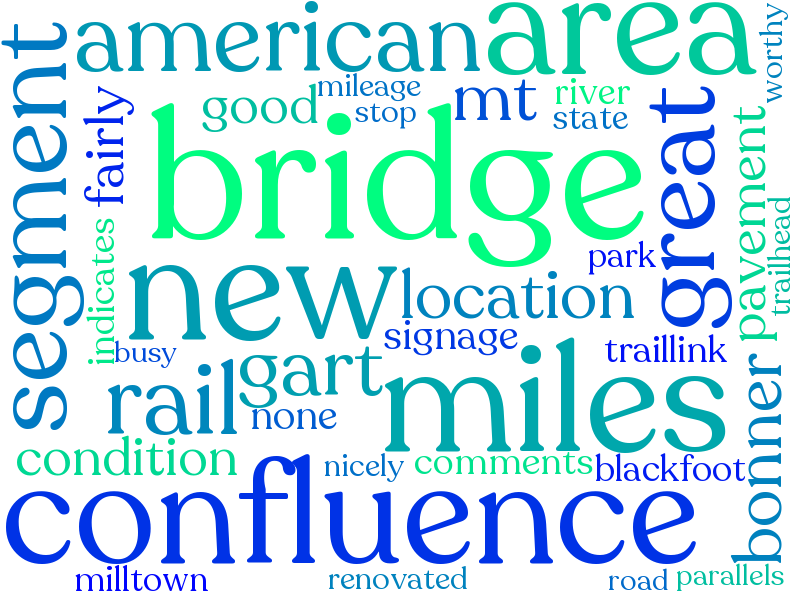 american
area
worthy
segment
fairly
good
mileage
stop
mt
river
state
bridge
great
pavement
trailhead
indicates
park
new
location
signage
traillink
busy
gart
rail
none
miles
bonner
condition
nicely
comments
blackfoot
confluence
milltown
renovated
road
parallels